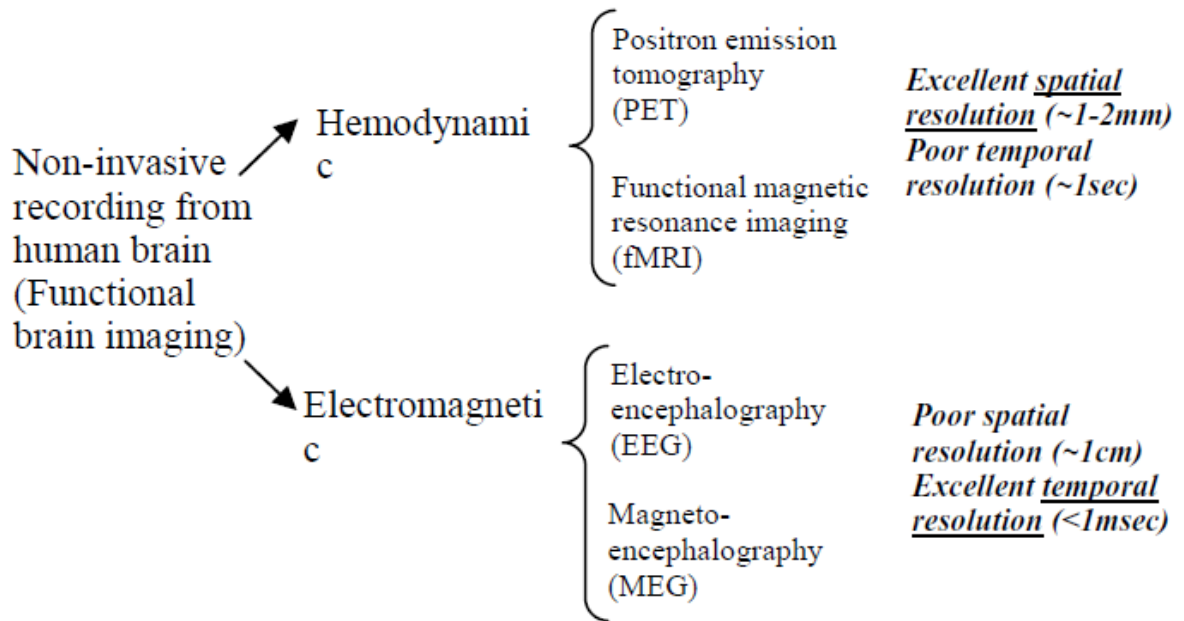 Non-invasive
recording from
human brain
(Functional
brain imaging)
Hemodynami
c
Positron emission
tomography
(PET)
Functional magnetic
resonance imaging
(fMRI)
Excellent spatial
resolution (~1-2mm)
Poor temporal
resolution (~1sec)
Electromagneti
c
Electro-
encephalography
(EEG)
Magneto-
encephalography
(MEG)
Poor spatial
resolution (~1cm)
Excellent temporal
resolution (<1msec)